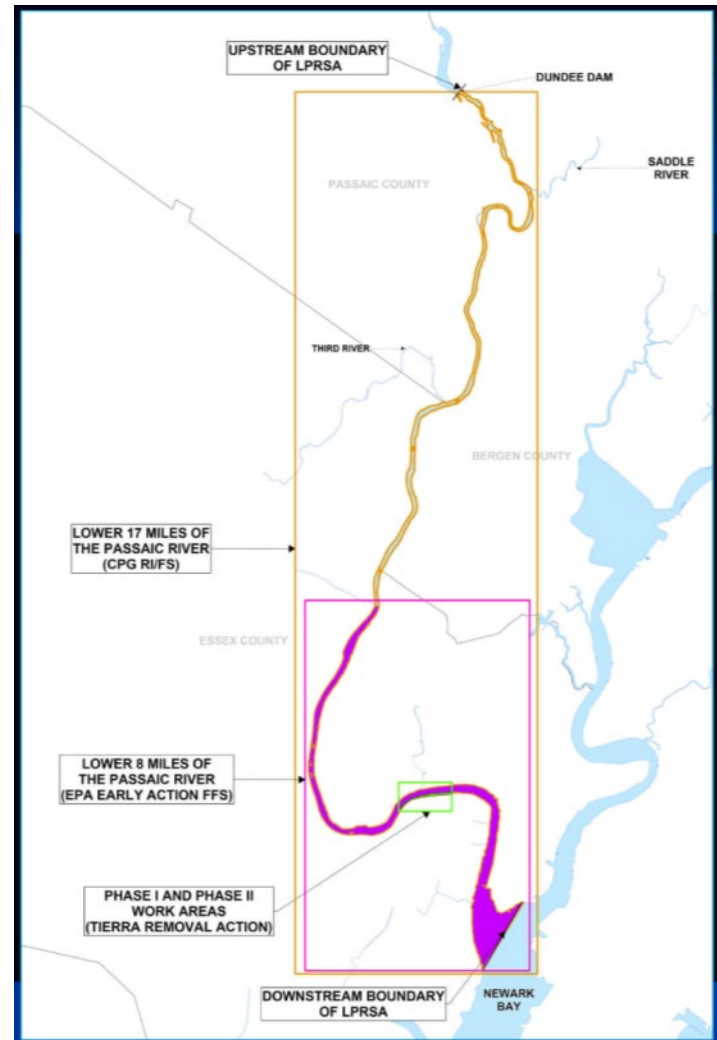 UPSTREAM BOUNDARY
OF LPRSA
DUNDEE DAM
SADDLE
RIVER
PASSAIC COUNTY
THIRD RIVER
BERGEN COUNTY
LOWER 17 MILES OF
THE PASSAIC RIVER
(CPG RI/FS)
ESSEX COUNTY
LOWER 8 MILES OF
THE PASSAIC RIVER
(EPA EARLY ACTION FFS)
PHASE I AND PHASE II
WORK AREAS
(TIERRA REMOVAL ACTION)
DOWNSTREAM BOUNDARY
OF LPRSA
NEWARK
BAY